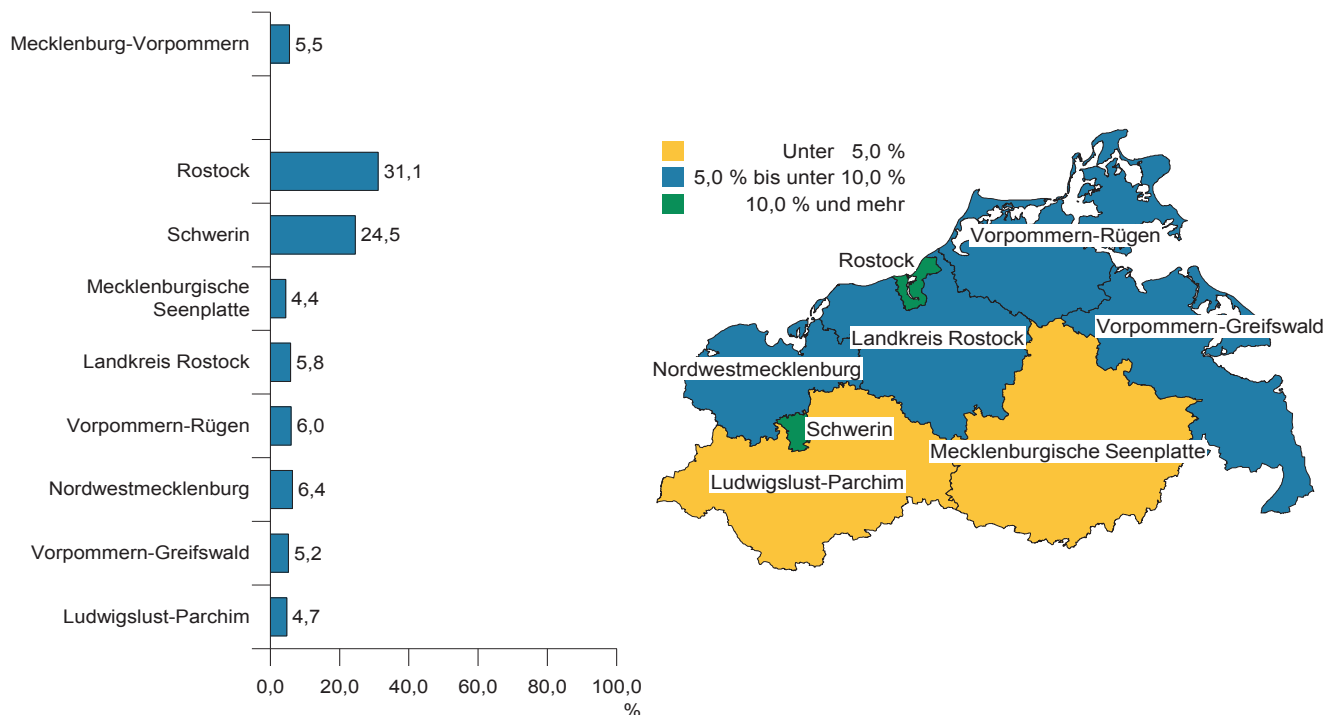 Mecklenburg-Vorpommern
5,5
Rostock
31,1
Schwerin
24,5
Mecklenburgische
Seenplatte
4,4
Landkreis Rostock
5,8
Vorpommern-Rügen
6,0
Nordwestmecklenburg
6,4
Vorpommern-Greifswald
5,2
Ludwigslust-Parchim
4,7
0,0 20,0 40,0 60,0 80,0 100,0
%
Unter 5,0 %
5,0 % bis unter 10,0 %
10,0 % und mehr
Vorpommern-Rügen
Rostock
Vorpommern-Greifswald
Landkreis Rostock
Nordwestmecklenburg
Schwerin
Mecklenburgische Seenplatte
Ludwigslust-Parchim